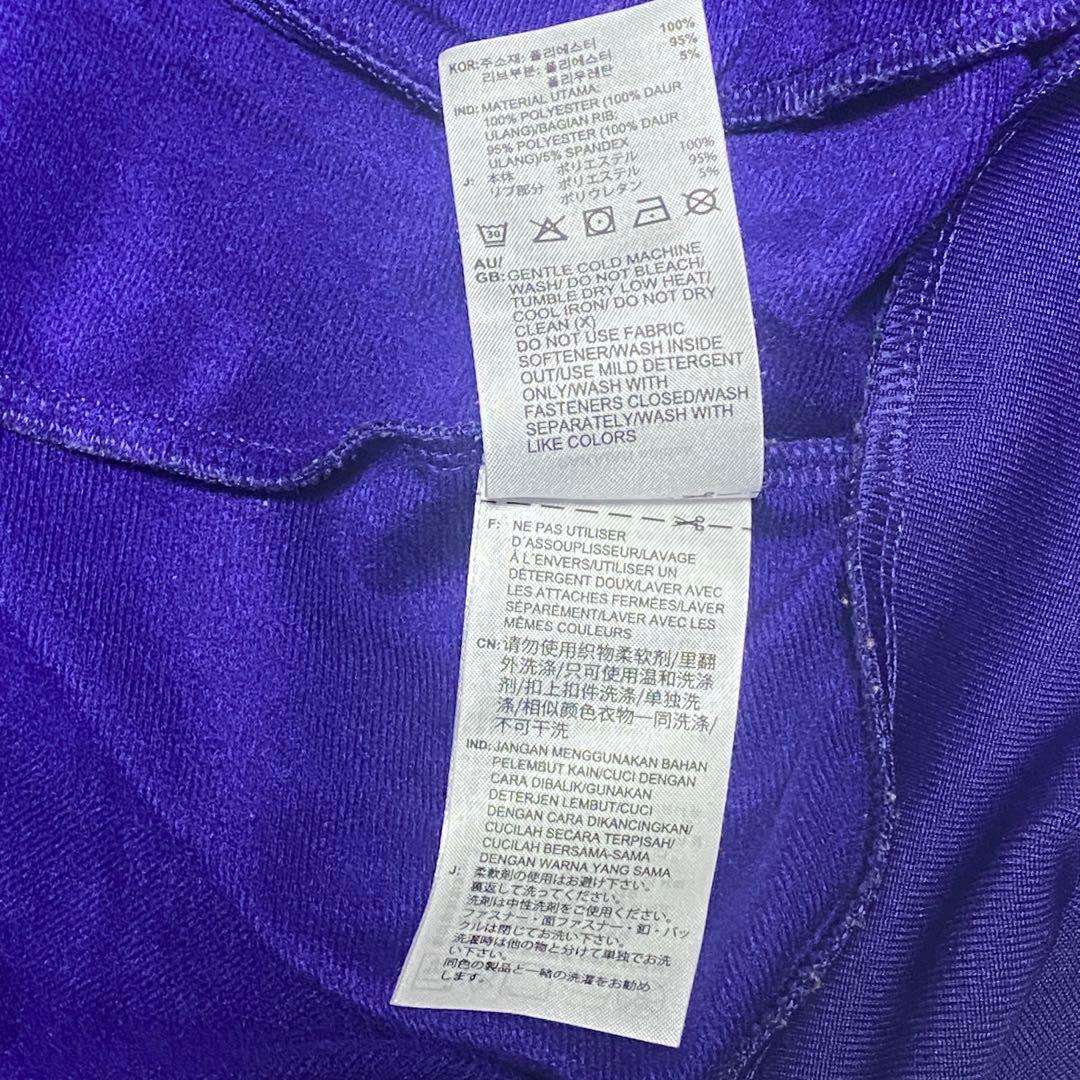 KOR: 주소재: 폴리에스터 100%
리브부분: 폴리에스터 95%
폴리우레탄 5%
IND: MATERIAL UTAMA:
100% POLYESTER (100% DAUR
ULANG)/BAGIAN RIB:
95% POLYESTER (100% DAUR
ULANG)/5% SPANDEX
J: 本体 ポリエステル 100%
リブ部分 ポリエステル 95%
ポリウレタン 5%
30
AU/
GB: GENTLE COLD MACHINE
WASH/ DO NOT BLEACH/
TUMBLE DRY LOW HEAT/
COOL IRON/ DO NOT DRY
CLEAN (X)
DO NOT USE FABRIC
SOFTENER/WASH INSIDE
OUT/USE MILD DETERGENT
ONLY/WASH WITH
FASTENERS CLOSED/WASH
SEPARATELY/WASH WITH
LIKE COLORS
F: NE PAS UTILISER
D'ASSOUPLISSEUR/LAVAGE
À L'ENVERS/UTILISER UN
DÉTERGENT DOUX/LAVER AVEC
LES ATTACHES FERMÉES/LAVER
SÉPARÉMENT/LAVER AVEC LES
MÊMES COULEURS
CN: 请勿使用织物柔软剂/里翻
外洗涤/只可使用温和洗涤
剂/扣上扣件洗涤/单独洗
涤/相似颜色衣物一同洗涤/
不可干洗
IND: JANGAN MENGGUNAKAN BAHAN
PELEMBUT KAIN/CUCI DENGAN
CARA DIBALIK/GUNAKAN
DETERJEN LEMBUT/CUCI
DENGAN CARA DIKANCINGKAN/
CUCILAH SECARA TERPISAH/
CUCILAH BERSAMA-SAMA
DENGAN WARNA YANG SAMA
J: 柔軟剤の使用はお避け下さい。
裏返して洗ってください。
洗剤は中性洗剤をご使用ください。
ファスナー・面ファスナー・釦・バッ
クルは閉じてお洗い下さい。
洗濯時は他の物と分けて単独でお洗
い下さい。
同色の製品と一緒の洗濯をお勧め
します。